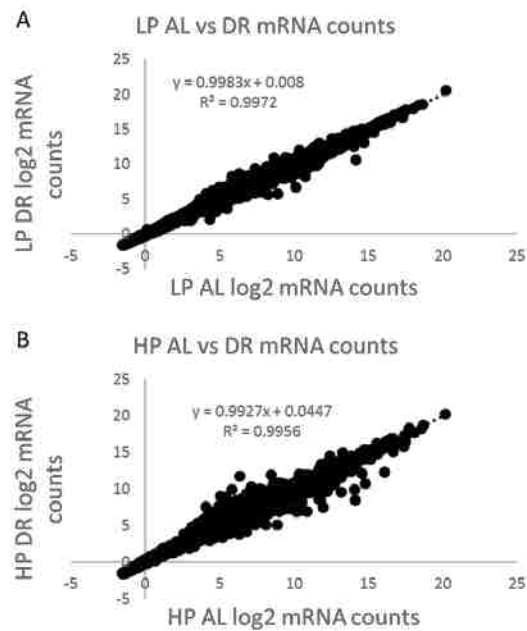 A
LP AL vs DR mRNA counts
y = 0.9983x + 0.008
R² = 0.9972
LP DR log2 mRNA
counts
25
20
15
10
5
0
-5
-5
0
5
10
15
20
25
LP AL log2 mRNA counts
B
HP AL vs DR mRNA counts
y = 0.9927x + 0.0447
R² = 0.9956
HP DR log2 mRNA
counts
25
20
15
10
5
0
-5
-5
0
5
10
15
20
25
HP AL log2 mRNA counts